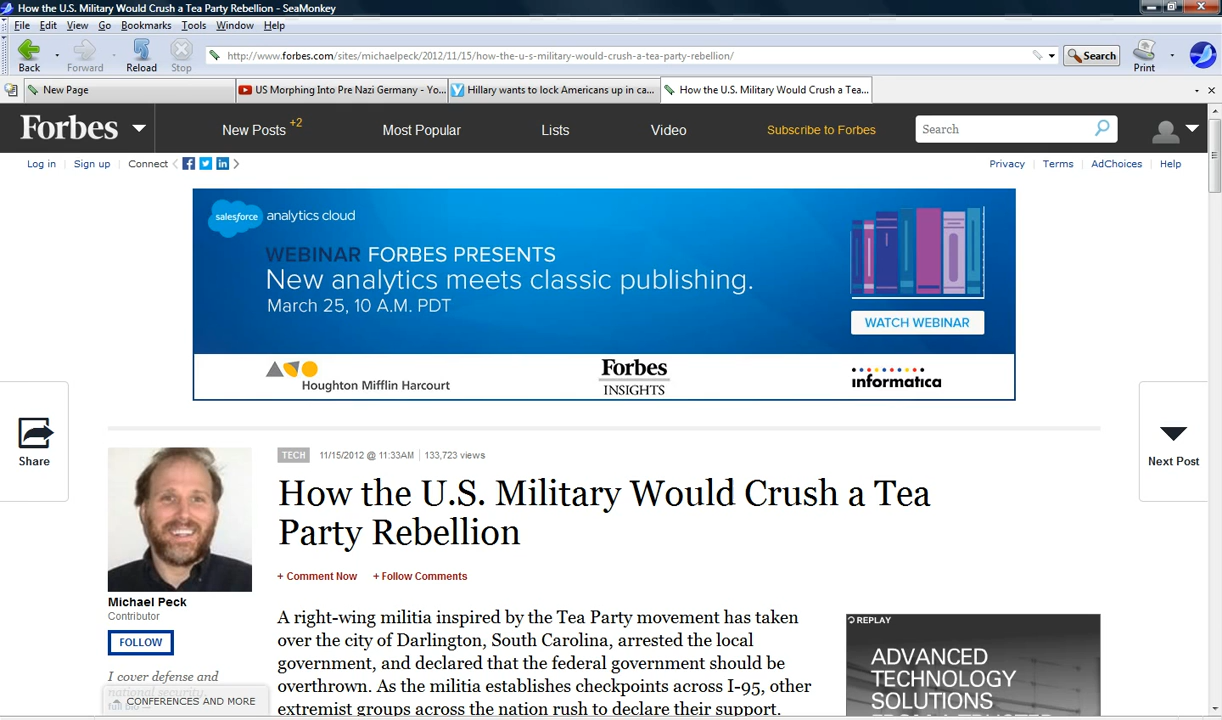 How the U.S. Military Would Crush a Tea Party Rebellion - SeaMonkey
File Edit View Go Bookmarks Tools Window Help
http://www.forbes.com/sites/michaelpeck/2012/11/15/how-the-u-s-military-would-crush-a-tea-party-rebellion/
Search
Back Forward Reload Stop Print
New Page US Morphing Into Pre Nazi Germany - Yo... Hillary wants to lock Americans up in ca... How the U.S. Military Would Crush a Tea...
Forbes New Posts +2 Most Popular Lists Video Subscribe to Forbes Search
Log in Sign up Connect Privacy Terms AdChoices Help
salesforce analytics cloud
WEBINAR FORBES PRESENTS
New analytics meets classic publishing.
March 25, 10 A.M. PDT
WATCH WEBINAR
Houghton Mifflin Harcourt
Forbes
INSIGHTS
informatica
Share
Next Post
TECH 11/15/2012 @ 11:33AM 133,723 views
How the U.S. Military Would Crush a Tea
Party Rebellion
+ Comment Now + Follow Comments
Michael Peck
Contributor
FOLLOW
I cover defense and
national security.
full bio →
CONFERENCES AND MORE
A right-wing militia inspired by the Tea Party movement has taken
over the city of Darlington, South Carolina, arrested the local
government, and declared that the federal government should be
overthrown. As the militia establishes checkpoints across I-95, other
extremist groups across the nation rush to declare their support.
REPLAY
ADVANCED
TECHNOLOGY
SOLUTIONS
FROM A TRUSTED